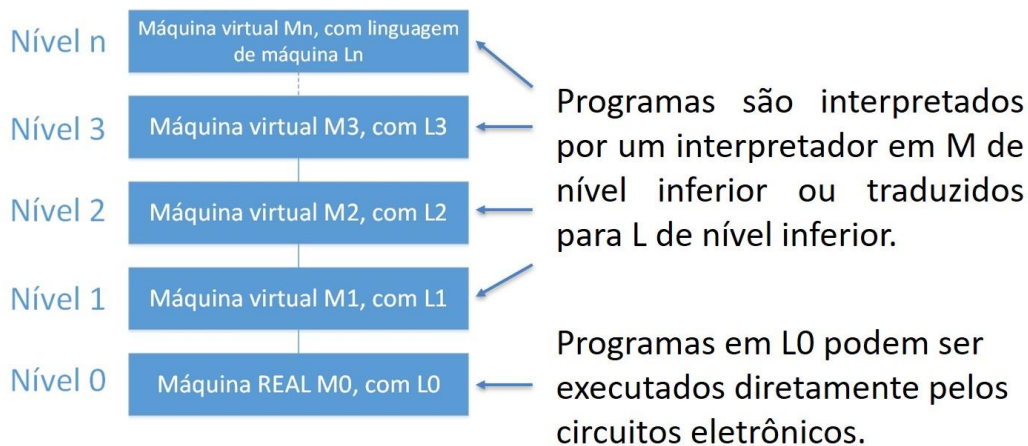 Nível n
Máquina virtual Mn, com linguagem
de máquina Ln
Nível 3
Máquina virtual M3, com L3
Nível 2
Máquina virtual M2, com L2
Nível 1
Máquina virtual M1, com L1
Nível 0
Máquina REAL M0, com L0
Programas são interpretados
por um interpretador em M de
nível inferior ou traduzidos
para L de nível inferior.
Programas em L0 podem ser
executados diretamente pelos
circuitos eletrônicos.